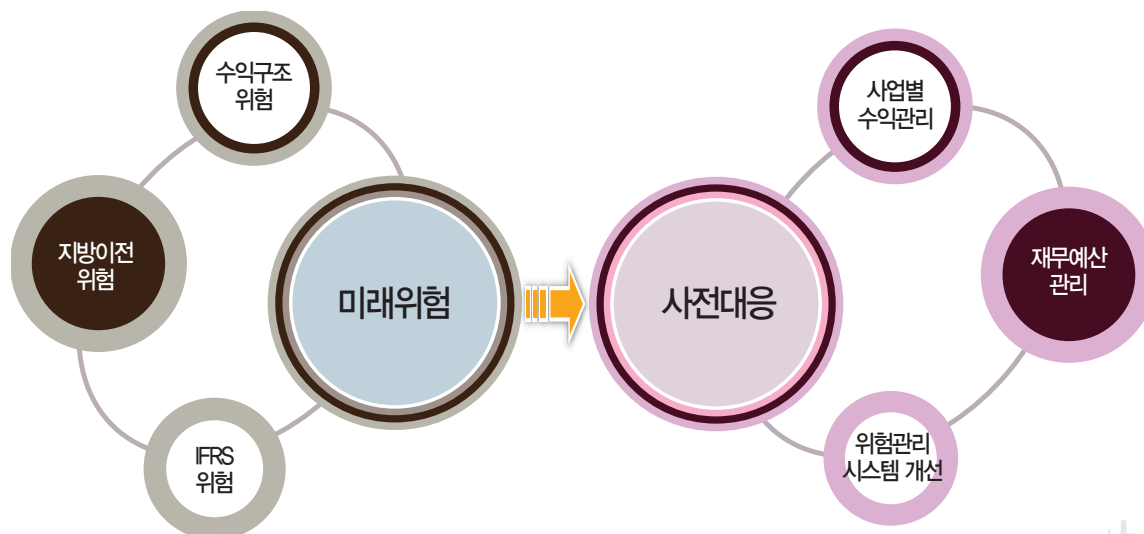 수익구조
위험
지방이전
위험
IFRS
위험
미래위험
사전대응
사업별
수익관리
재무예산
관리
위험관리
시스템 개선